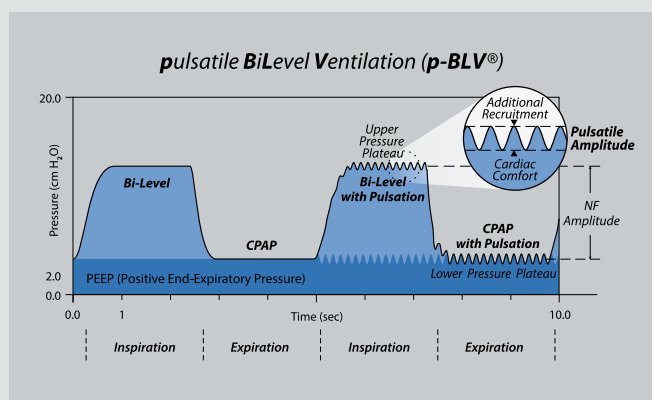 pulsatile BiLevel Ventilation (p-BLV®)
20.0
Additional
Recruitment
Pulsatile
Amplitude
Cardiac
Comfort
Upper
Pressure
Plateau
Bi-Level
Bi-Level
with Pulsation
NF
Amplitude
CPAP
CPAP
with Pulsation
Pressure (cm H2O)
2.0
PEEP (Positive End-Expiratory Pressure)
Lower Pressure Plateau
0.0
0.0
1
Time (sec)
10.0
Inspiration
Expiration
Inspiration
Expiration